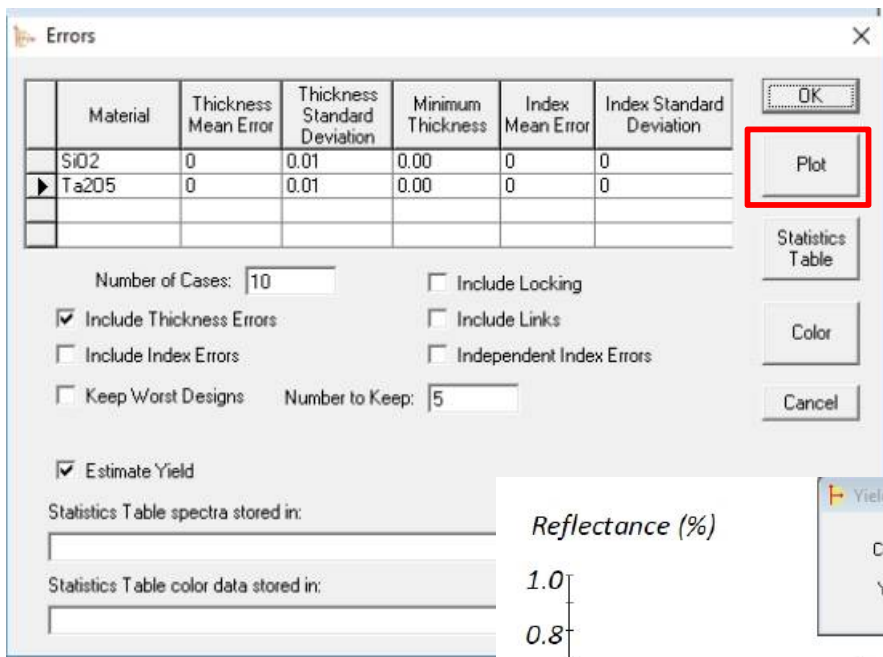 Errors
Material Thickness Mean Error Thickness Standard Deviation Minimum Thickness Index Mean Error Index Standard Deviation
SiO2 0 0.01 0.00 0 0
Ta2O5 0 0.01 0.00 0 0
OK
Plot
Statistics Table
Color
Cancel
Number of Cases: 10
Include Locking
Include Thickness Errors
Include Links
Include Index Errors
Independent Index Errors
Keep Worst Designs
Number to Keep: 5
Estimate Yield
Statistics Table spectra stored in:
Statistics Table color data stored in:
Reflectance (%)
1.0
0.8